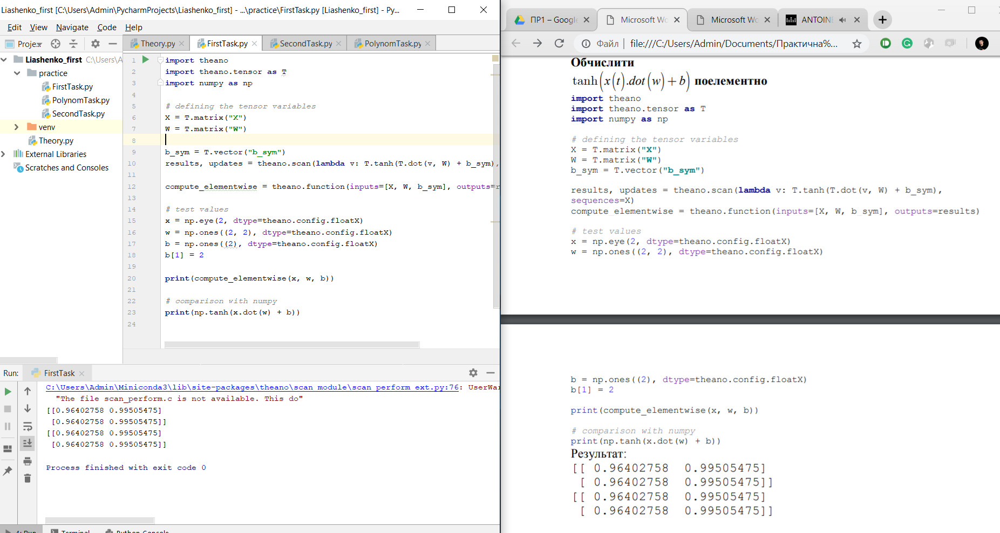 Liashenko_first [C:\Users\Admin\PycharmProjects\Liashenko_first] - ...\practice\FirstTask.py [Liashenko_first] - Py...
Edit View Navigate Code Help
Proje
Theory.py
FirstTask.py
SecondTask.py
PolynomTask.py
Liashenko_first C:\Users\A
practice
FirstTask.py
PolynomTask.py
SecondTask.py
venv
Theory.py
External Libraries
Scratches and Consoles
1 import theano
2 import theano.tensor as T
3 import numpy as np
4
5 # defining the tensor variables
6 X = T.matrix("X")
7 W = T.matrix("W")
8
9 b_sym = T.vector("b_sym")
10 results, updates = theano.scan(lambda v: T.tanh(T.dot(v, W) + b_sym),
11
12 compute_elementwise = theano.function(inputs=[X, W, b_sym], outputs=r
13
14 # test values
15 x = np.eye(2, dtype=theano.config.floatX)
16 w = np.ones((2, 2), dtype=theano.config.floatX)
17 b = np.ones((2), dtype=theano.config.floatX)
18 b[1] = 2
19
20 print(compute_elementwise(x, w, b))
21
22 # comparison with numpy
23 print(np.tanh(x.dot(w) + b))
24
Run: FirstTask
C:\Users\Admin\Miniconda3\lib\site-packages\theano\scan_module\scan_perform_ext.py:76: UserWar
"The file scan_perform.c is not available. This do"
[[0.96402758 0.99505475]
[0.96402758 0.99505475]]
[[0.96402758 0.99505475]
[0.96402758 0.99505475]]
Process finished with exit code 0
4: Run Terminal Python Console
ПР1 – Google
Microsoft Wo
Microsoft Wo
ANTOINE
Файл | file:///C:/Users/Admin/Documents/Практична%...
Обчислити
tanh(x(t).dot(w)+b) поелементно
import theano
import theano.tensor as T
import numpy as np
# defining the tensor variables
X = T.matrix("X")
W = T.matrix("W")
b_sym = T.vector("b_sym")
results, updates = theano.scan(lambda v: T.tanh(T.dot(v, W) + b_sym),
sequences=X)
compute elementwise = theano.function(inputs=[X, W, b sym], outputs=results)
# test values
x = np.eye(2, dtype=theano.config.floatX)
w = np.ones((2, 2), dtype=theano.config.floatX)
b = np.ones((2), dtype=theano.config.floatX)
b[1] = 2
print(compute_elementwise(x, w, b))
# comparison with numpy
print(np.tanh(x.dot(w) + b))
Результат:
[[ 0.96402758 0.99505475]
[ 0.96402758 0.99505475]]
[[ 0.96402758 0.99505475]
[ 0.96402758 0.99505475]]